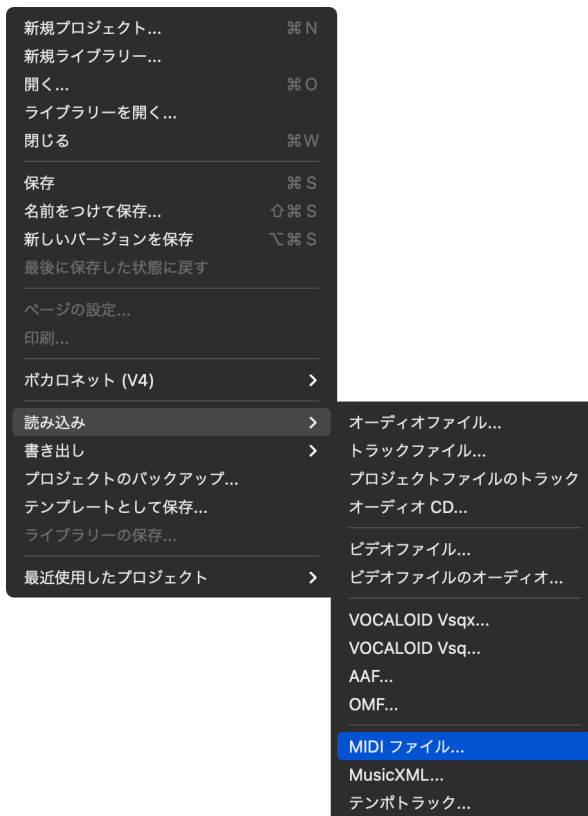 新規プロジェクト... ⌘ N
新規ライブラリー...
開く... ⌘ O
ライブラリーを開く...
閉じる ⌘ W
保存 ⌘ S
名前をつけて保存... ⇧ ⌘ S
新しいバージョンを保存 ⌥ ⌘ S
最後に保存した状態に戻す
ページの設定...
印刷...
ボカロネット (V4)
読み込み
書き出し
プロジェクトのバックアップ...
テンプレートとして保存...
ライブラリーの保存...
最近使用したプロジェクト
オーディオファイル...
トラックファイル...
プロジェクトファイルのトラック
オーディオ CD...
ビデオファイル...
ビデオファイルのオーディオ...
VOCALOID Vsqx...
VOCALOID Vsq...
AAF...
OMF...
MIDI ファイル...
MusicXML...
テンポトラック...